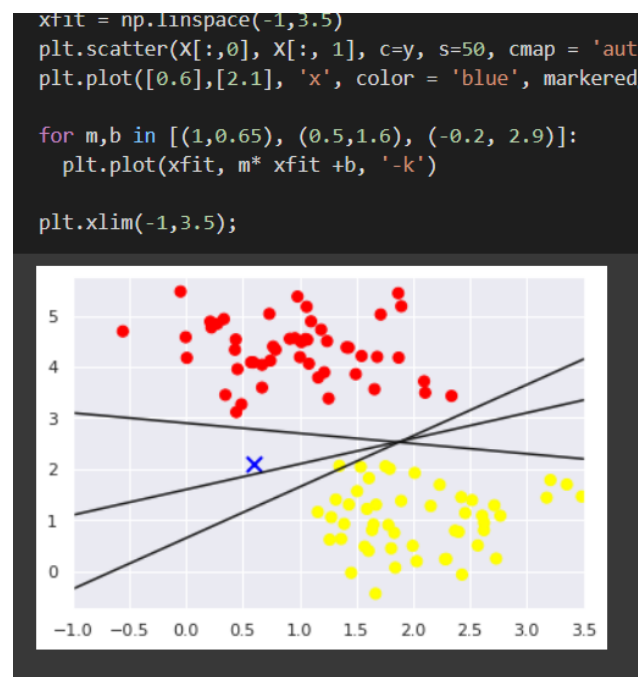 xfit = np.linspace(-1,3.5)
plt.scatter(X[:,0], X[:, 1], c=y, s=50, cmap = 'aut
plt.plot([0.6],[2.1], 'x', color = 'blue', markered
for m,b in [(1,0.65), (0.5,1.6), (-0.2, 2.9)]:
  plt.plot(xfit, m* xfit +b, '-k')
plt.xlim(-1,3.5);
5
4
3
2
1
0
−1.0 −0.5 0.0 0.5 1.0 1.5 2.0 2.5 3.0 3.5